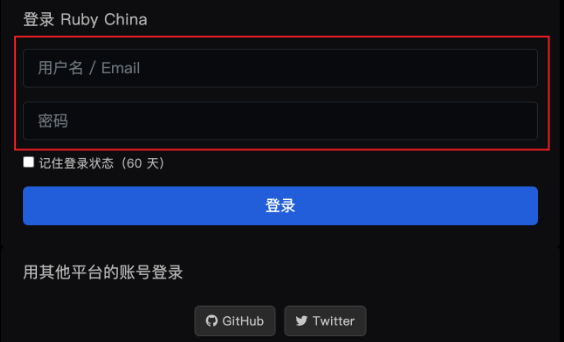 登录 Ruby China
用户名 / Email
密码
记住登录状态（60 天）
登录
用其他平台的账号登录
GitHub Twitter